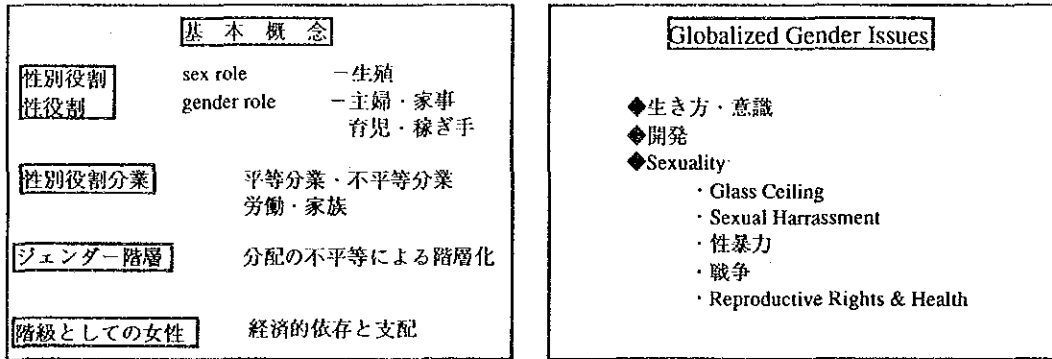 基本概念
性別役割 sex role －生殖
性役割 gender role －主婦・家事
育児・稼ぎ手
性別役割分業 平等分業・不平等分業
労働・家族
ジェンダー階層 分配の不平等による階層化
階級としての女性 経済的依存と支配
Globalized Gender Issues
◆生き方・意識
◆開発
◆Sexuality
・Glass Ceiling
・Sexual Harrassment
・性暴力
・戦争
・Reproductive Rights & Health